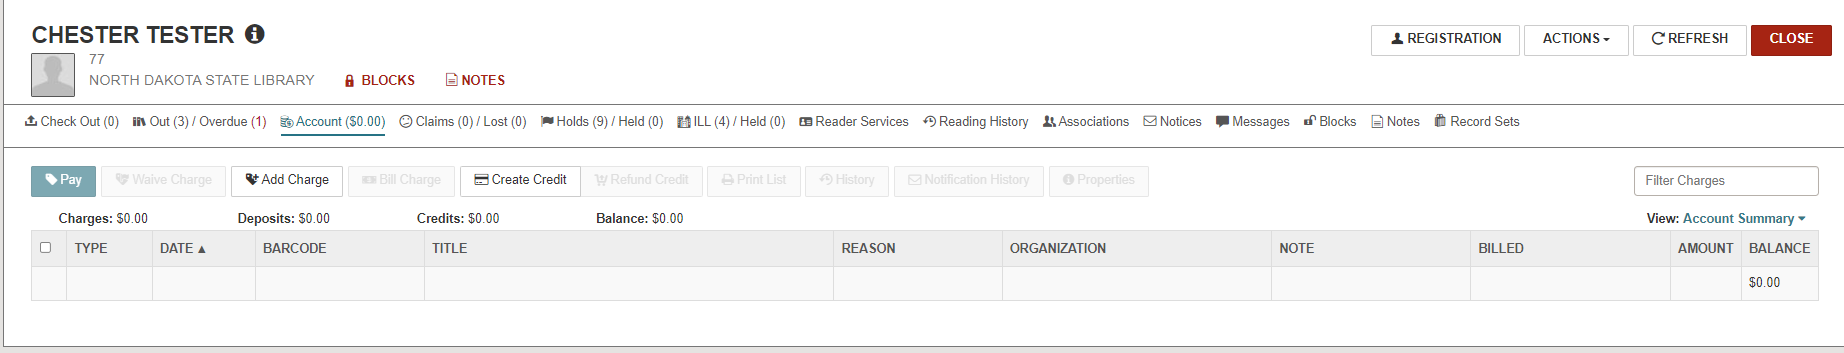 CHESTER TESTER
77
NORTH DAKOTA STATE LIBRARY BLOCKS NOTES
REGISTRATION ACTIONS REFRESH CLOSE
Check Out (0) Out (3) / Overdue (1) Account ($0.00) Claims (0) / Lost (0) Holds (9) / Held (0) ILL (4) / Held (0) Reader Services Reading History Associations Notices Messages Blocks Notes Record Sets
Pay Waive Charge Add Charge Bill Charge Create Credit Refund Credit Print List History Notification History Properties Filter Charges
Charges: $0.00 Deposits: $0.00 Credits: $0.00 Balance: $0.00 View: Account Summary
TYPE DATE BARCODE TITLE REASON ORGANIZATION NOTE BILLED AMOUNT BALANCE
$0.00